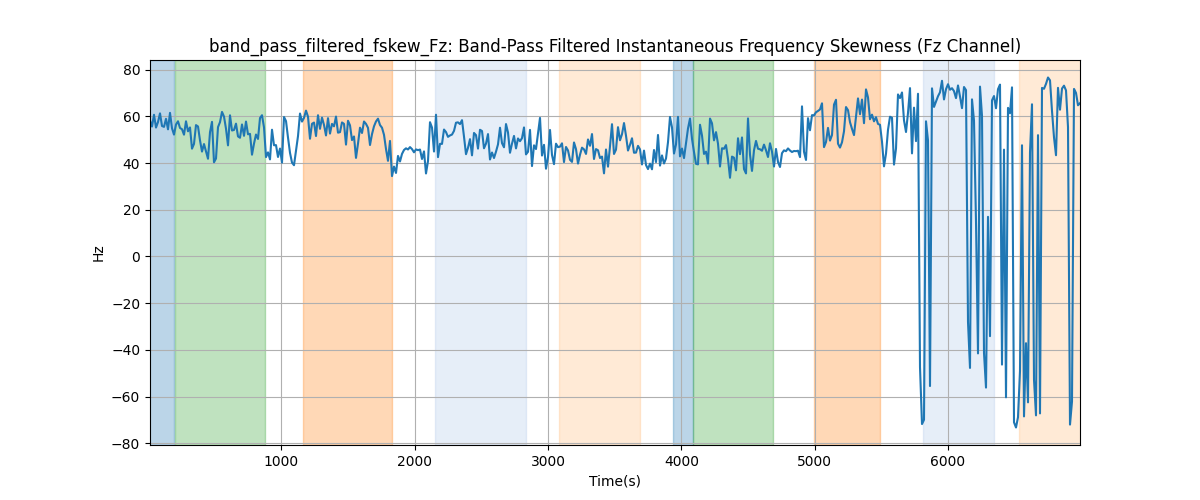 band_pass_filtered_fskew_Fz: Band-Pass Filtered Instantaneous Frequency Skewness (Fz Channel)
80
60
40
20
0
−20
−40
−60
−80
Hz
1000 2000 3000 4000 5000 6000
Time(s)